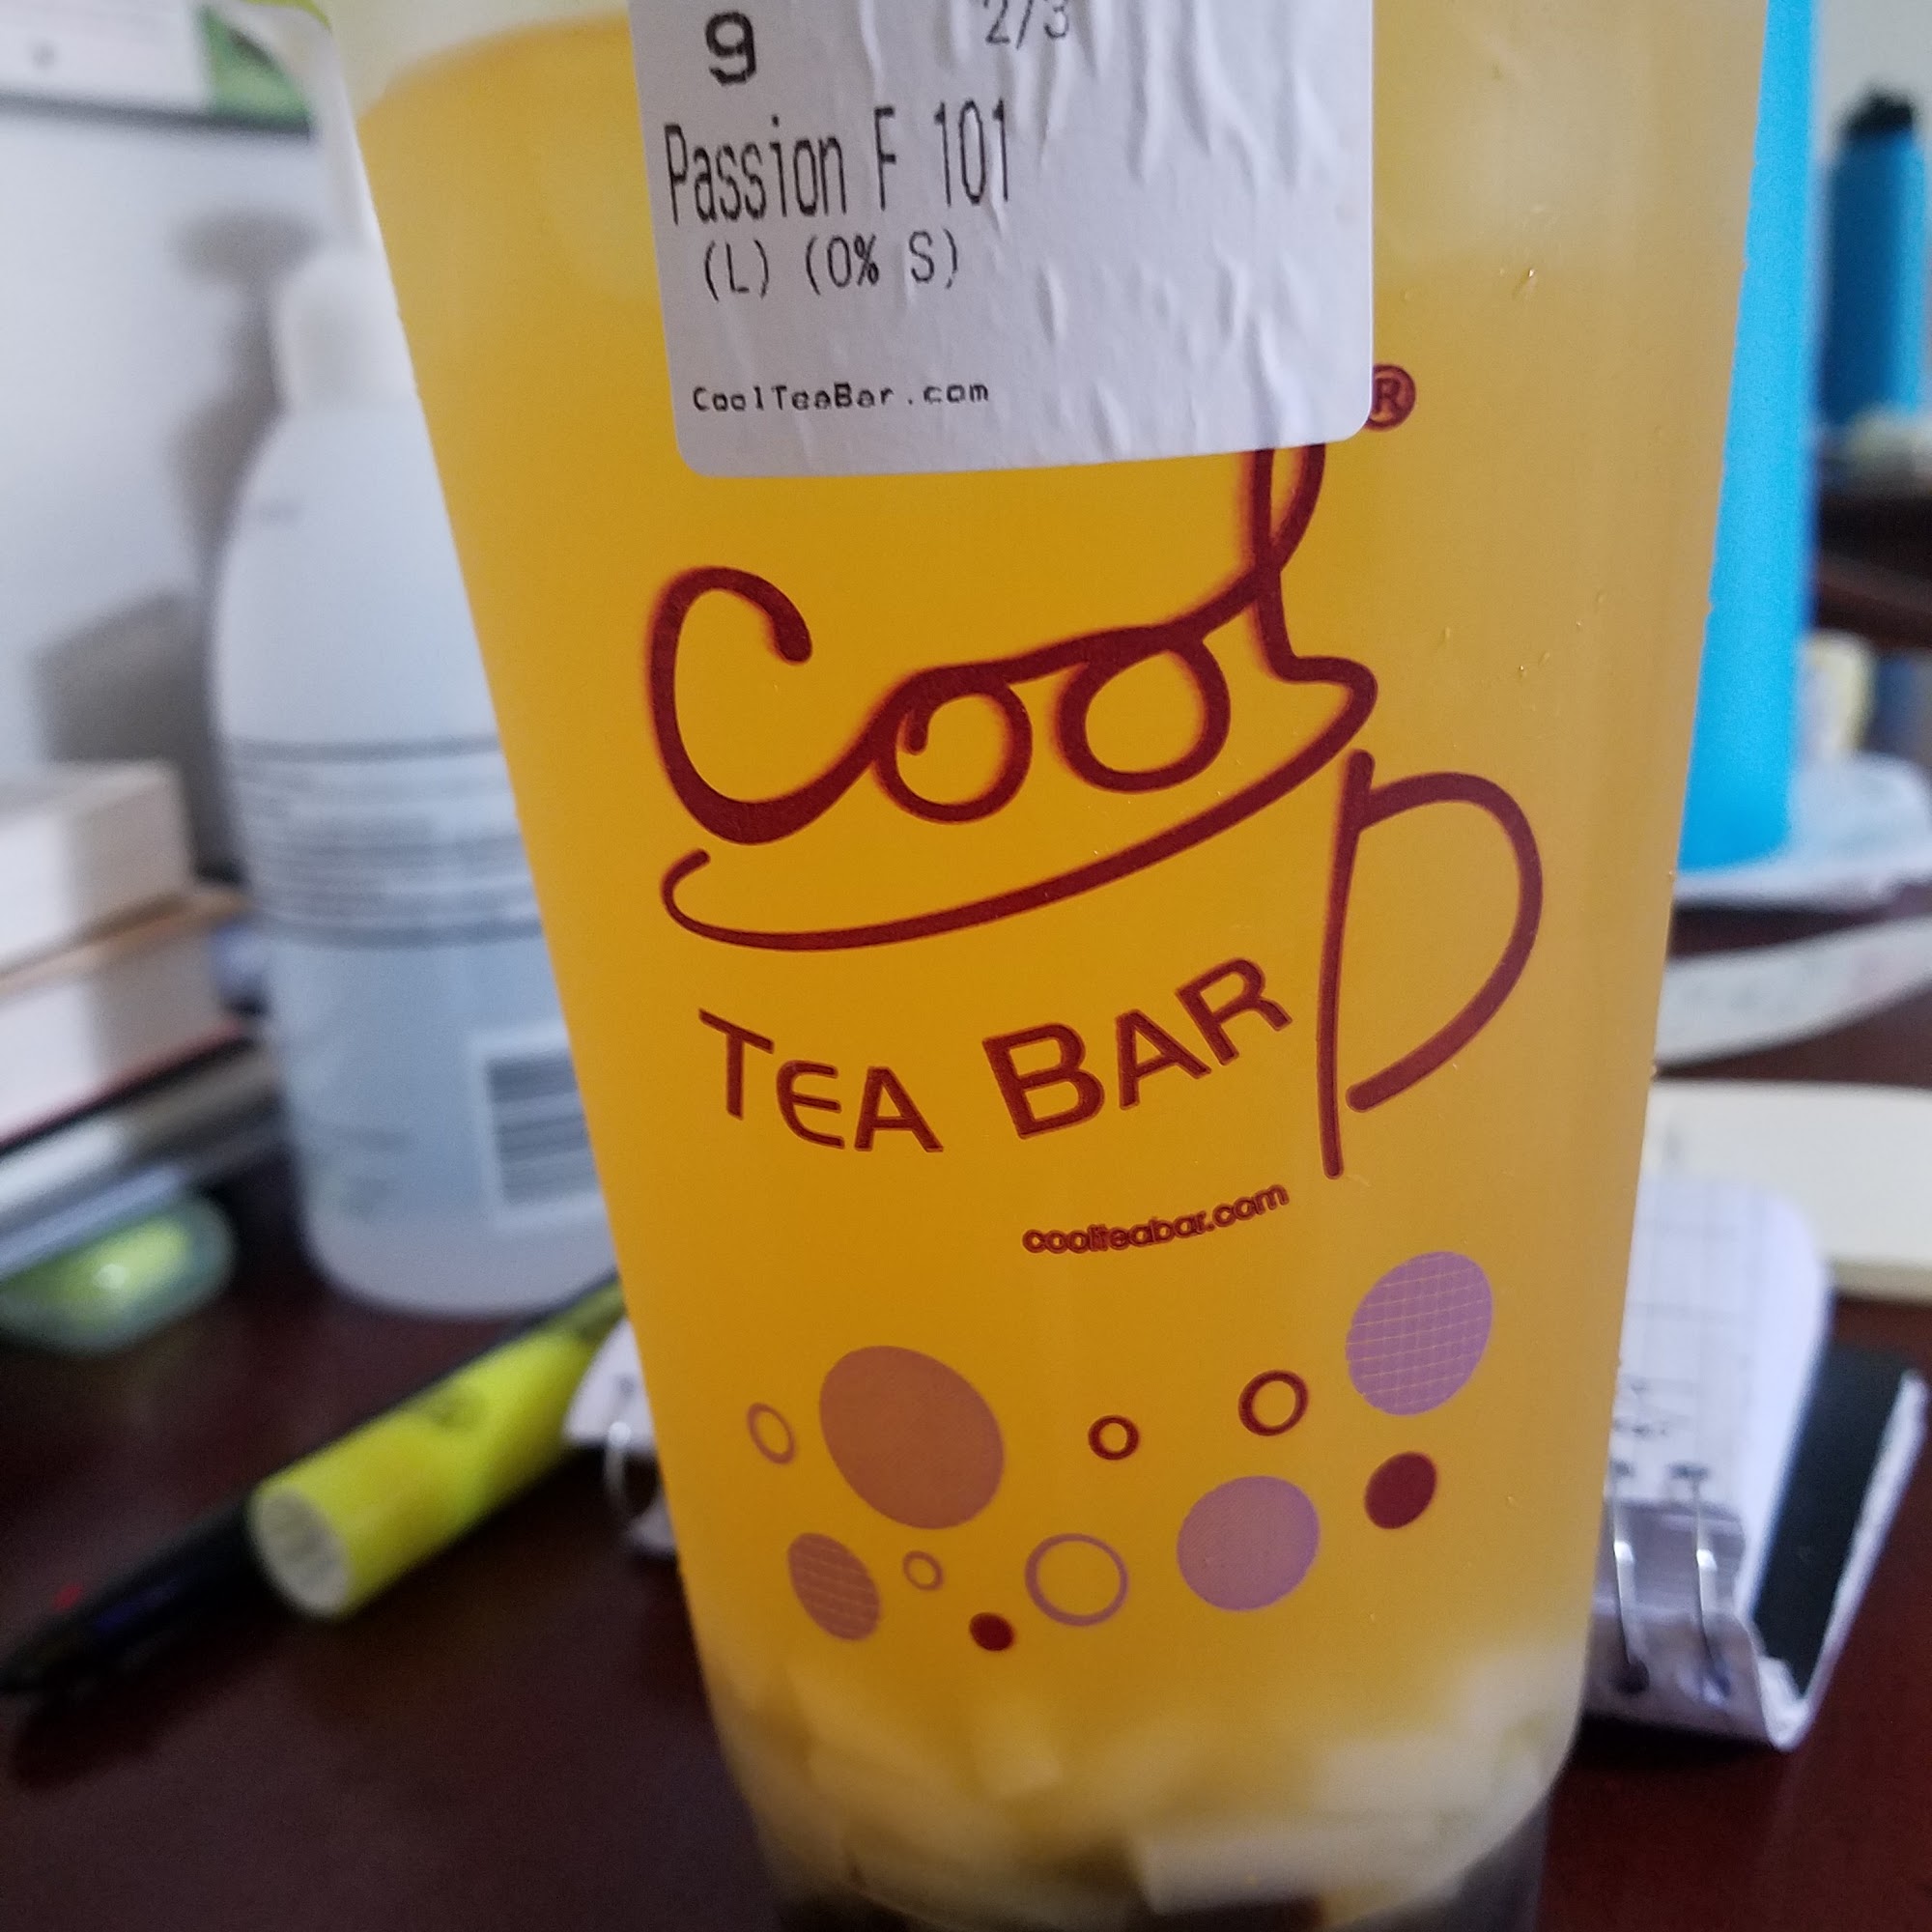 9 2/3
Passion F 101
(L) (0% S)
CoolTeaBar.com
®
Cool
TEA BAR
coolteabar.com